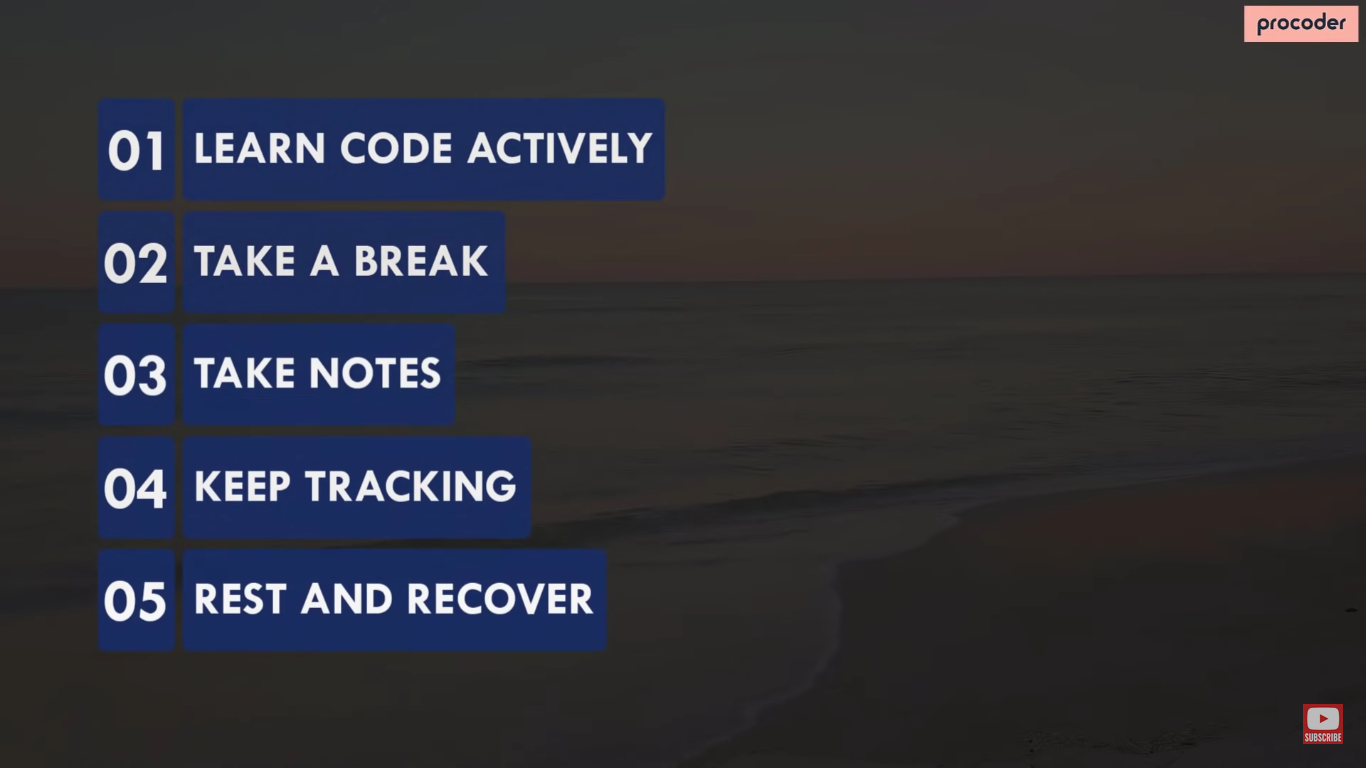 procoder
01 LEARN CODE ACTIVELY
02 TAKE A BREAK
03 TAKE NOTES
04 KEEP TRACKING
05 REST AND RECOVER
SUBSCRIBE